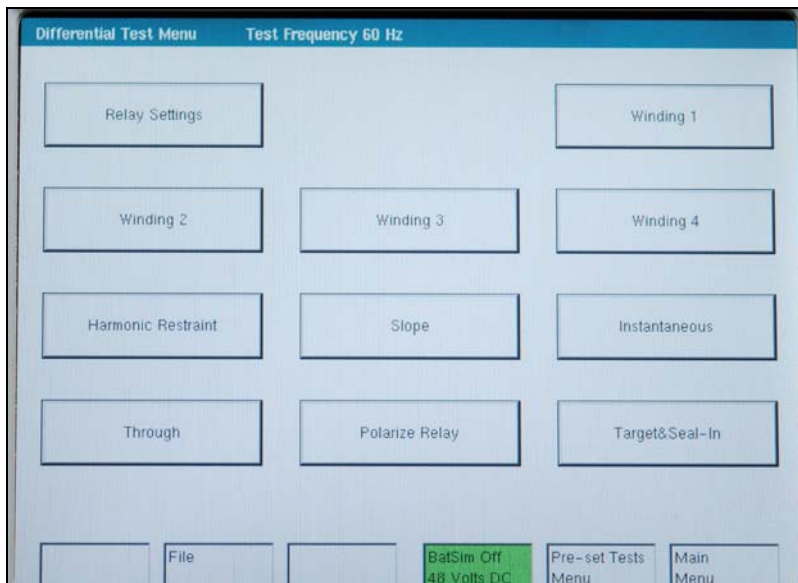 Differential Test Menu Test Frequency 60 Hz
Relay Settings
Winding 1
Winding 2
Winding 3
Winding 4
Harmonic Restraint
Slope
Instantaneous
Through
Polarize Relay
Target&Seal-In
File
BatSim Off
48 Volts DC
Pre-set Tests
Menu
Main
Menu